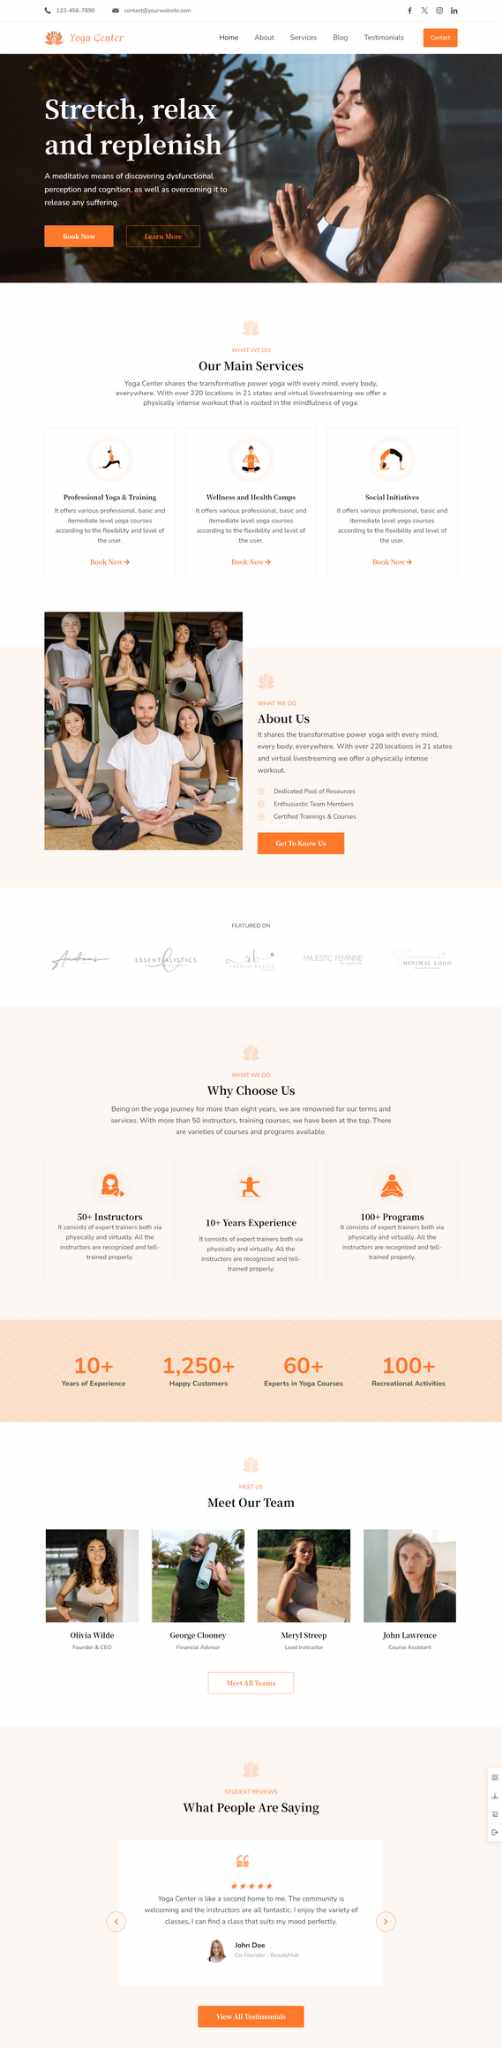 123-456-7890
contact@yourwebsite.com
Yoga Center
Home
About
Services
Blog
Testimonials
Contact
Stretch, relax
and replenish
A meditative means of discovering dysfunctional
perception and cognition, as well as overcoming it to
release any suffering.
Book Now
Learn More
WHAT WE DO
Our Main Services
Yoga Center shares the transformative power yoga with every mind, every body,
everywhere. With over 220 locations in 21 states and virtual livestreaming we offer a
physically intense workout that is rooted in the mindfulness of yoga.
Professional Yoga & Training
It offers various professional, basic and
itemediate level yoga courses
according to the flexibility and level of
the user.
Book Now
Wellness and Health Camps
It offers various professional, basic and
itemediate level yoga courses
according to the flexibility and level of
the user.
Book Now
Social Initiatives
It offers various professional, basic and
itemediate level yoga courses
according to the flexibility and level of
the user.
Book Now
WHAT WE DO
About Us
It shares the transformative power yoga with every mind,
every body, everywhere. With over 220 locations in 21 states
and virtual livestreaming we offer a physically intense
workout.
Dedicated Pool of Resources
Enthusiastic Team Members
Certified Trainings & Courses
Get To Know Us
FEATURED ON
Andreas
ESSENTIALISTICS
MAJESTIC FEMININE
MINIMAL LOGO
WHAT WE DO
Why Choose Us
Being on the yoga journey for more than eight years, we are renowned for our terms and
services. With more than 50 instructors, training courses, we have been at the top. There
are varieties of courses and programs available.
50+ Instructors
It consists of expert trainers both via
physically and virtually. All the
instructors are recognized and tell-
trained properly.
10+ Years Experience
It consists of expert trainers both via
physically and virtually. All the
instructors are recognized and tell-
trained properly.
100+ Programs
It consists of expert trainers both via
physically and virtually. All the
instructors are recognized and tell-
trained properly.
10+
Years of Experience
1,250+
Happy Customers
60+
Experts in Yoga Courses
100+
Recreational Activities
MEET US
Meet Our Team
Olivia Wilde
Founder & CEO
George Clooney
Financial Advisor
Meryl Streep
Lead Instructor
John Lawrence
Course Assistant
Meet All Teams
STUDENT REVIEWS
What People Are Saying
Yoga Center is like a second home to me. The community is
welcoming and the instructors are all fantastic. I enjoy the variety of
classes, I can find a class that suits my mood perfectly.
John Doe
Co Founder - BeautyHub
View All Testimonials